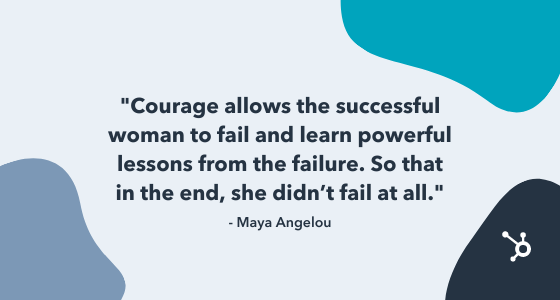 "Courage allows the successful
woman to fail and learn powerful
lessons from the failure. So that
in the end, she didn’t fail at all."
- Maya Angelou